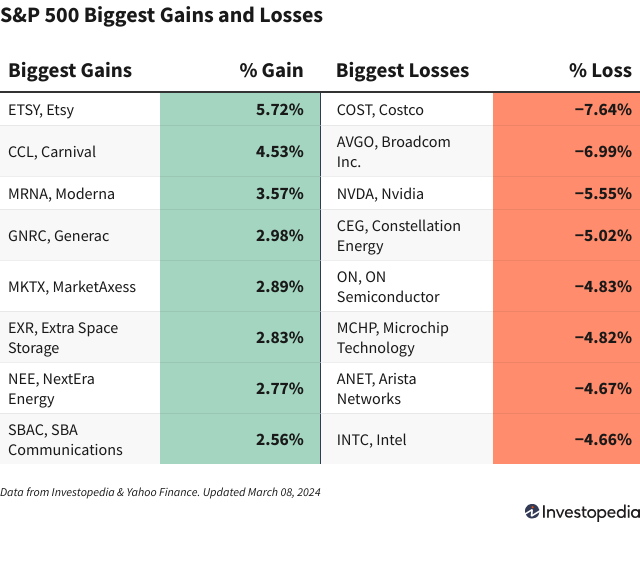 S&P 500 Biggest Gains and Losses
Biggest Gains % Gain Biggest Losses % Loss
ETSY, Etsy 5.72% COST, Costco −7.64%
CCL, Carnival 4.53% AVGO, Broadcom
Inc. −6.99%
MRNA, Moderna 3.57% NVDA, Nvidia −5.55%
GNRC, Generac 2.98% CEG, Constellation
Energy −5.02%
MKTX, MarketAxess 2.89% ON, ON
Semiconductor −4.83%
EXR, Extra Space
Storage 2.83% MCHP, Microchip
Technology −4.82%
NEE, NextEra
Energy 2.77% ANET, Arista
Networks −4.67%
SBAC, SBA
Communications 2.56% INTC, Intel −4.66%
Data from Investopedia & Yahoo Finance. Updated March 08, 2024
Investopedia